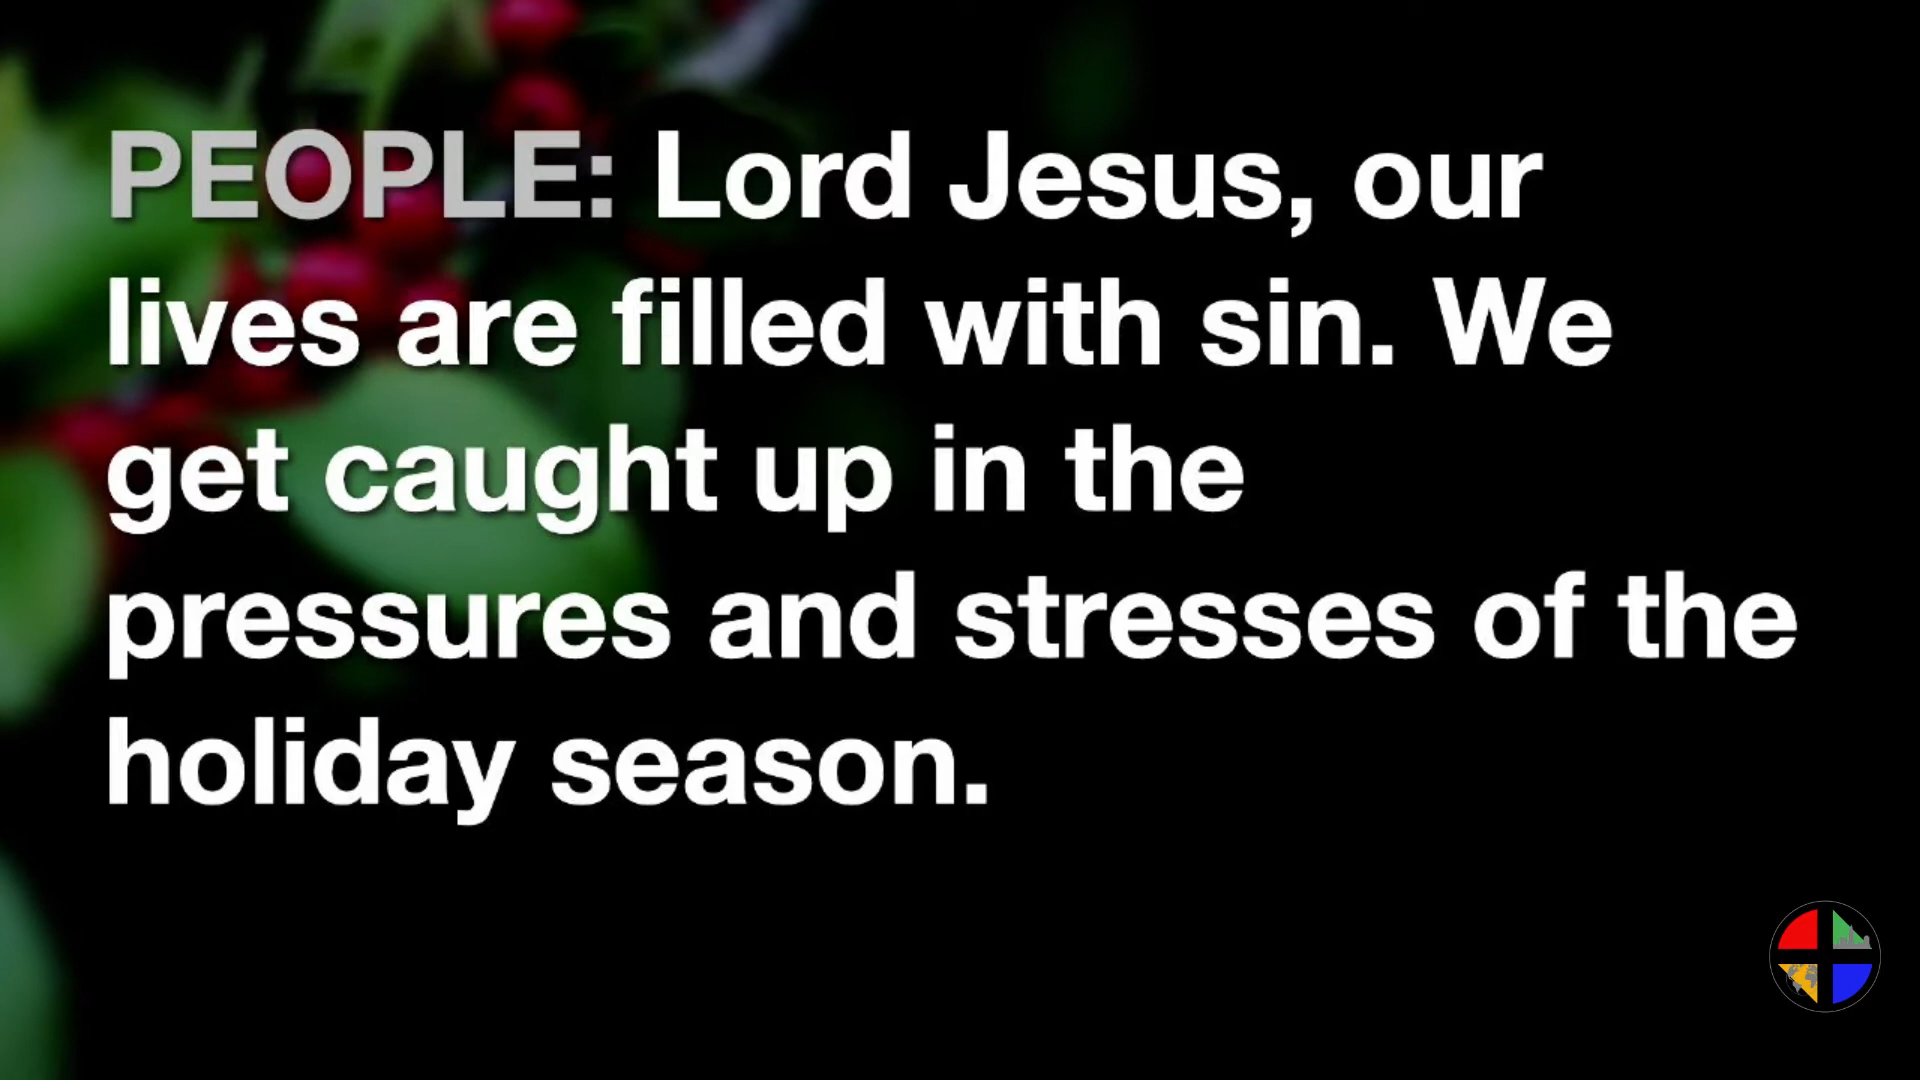 PEOPLE: Lord Jesus, our
lives are filled with sin. We
get caught up in the
pressures and stresses of the
holiday season.